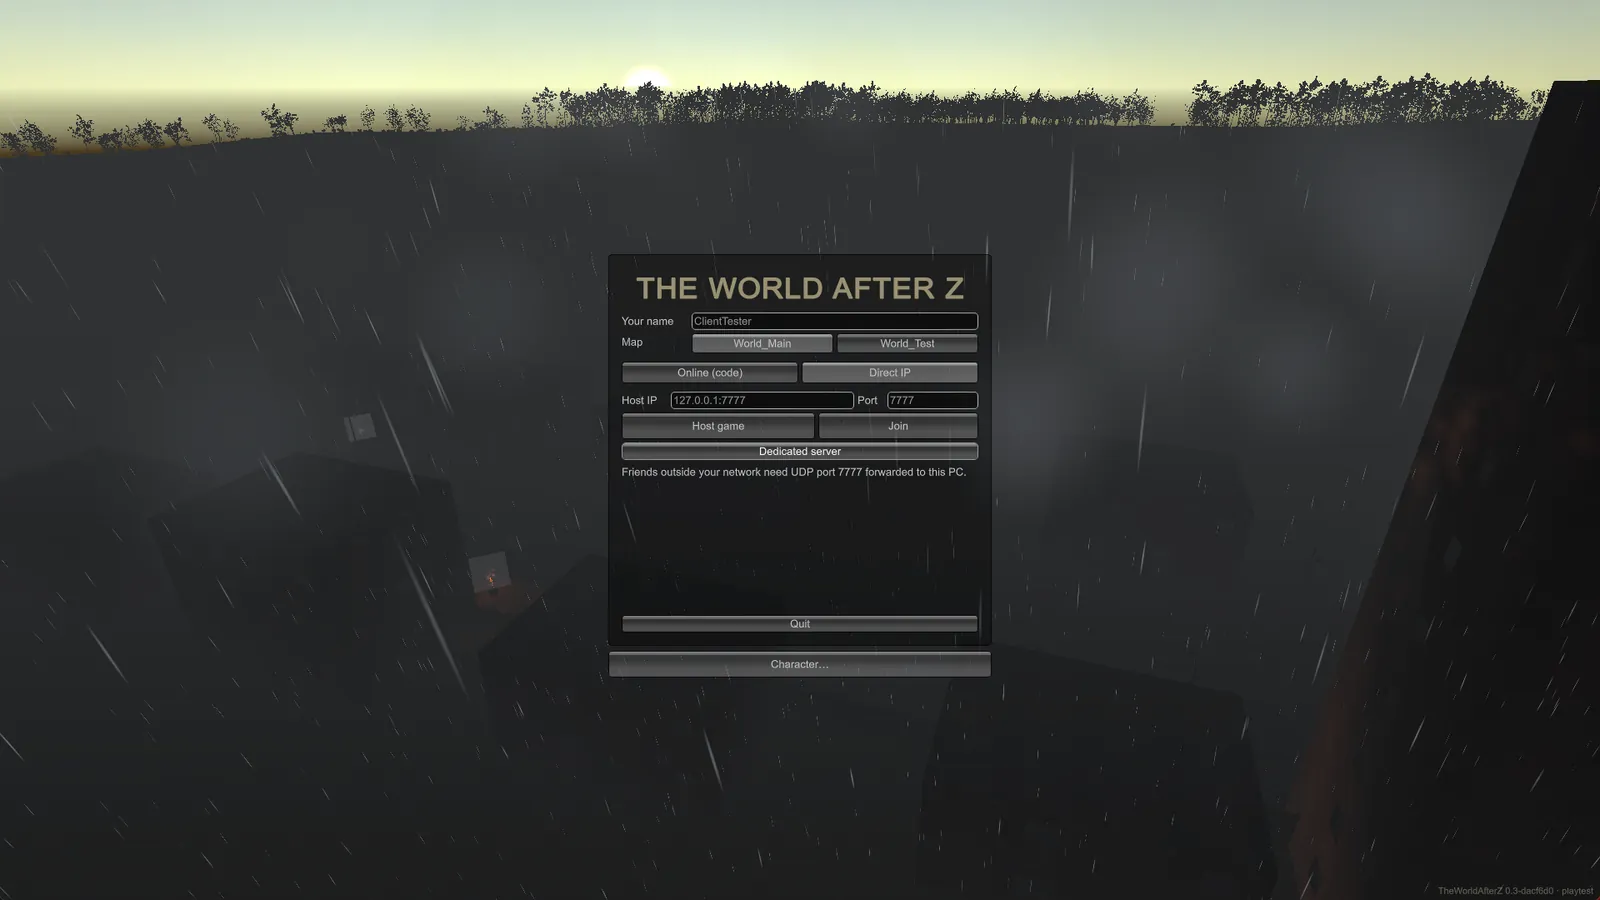 THE WORLD AFTER Z
Your name ClientTester
Map World_Main World_Test
Online (code) Direct IP
Host IP 127.0.0.1:7777 Port 7777
Host game Join
Dedicated server
Friends outside your network need UDP port 7777 forwarded to this PC.
Quit
Character...
TheWorldAfterZ 0.3-dacf6d0 · playtest